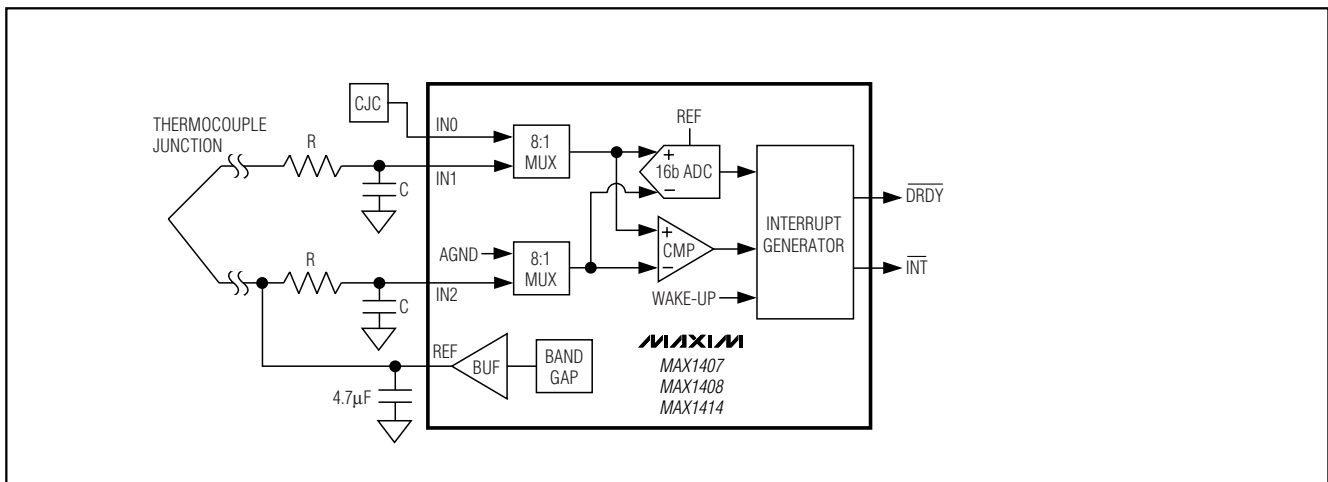 CJC
THERMOCOUPLE
JUNCTION
R
C
IN0
IN1
8:1
MUX
REF
+
16b ADC
−
INTERRUPT
GENERATOR
DRDY
INT
R
C
AGND
IN2
8:1
MUX
+
CMP
−
WAKE-UP
REF
BUF
BAND
GAP
4.7µF
MAXIM
MAX1407
MAX1408
MAX1414